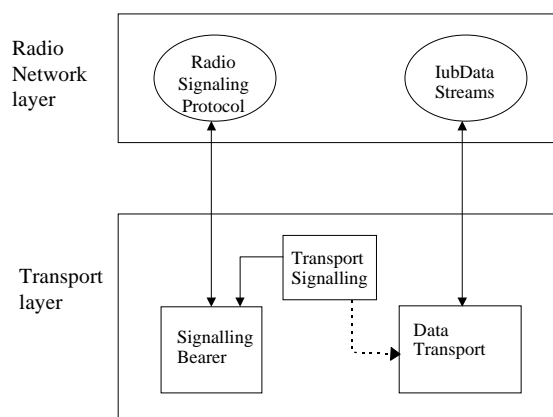 Radio
Network
layer
Radio
Signaling
Protocol
IubData
Streams
Transport
layer
Transport
Signalling
Signalling
Bearer
Data
Transport